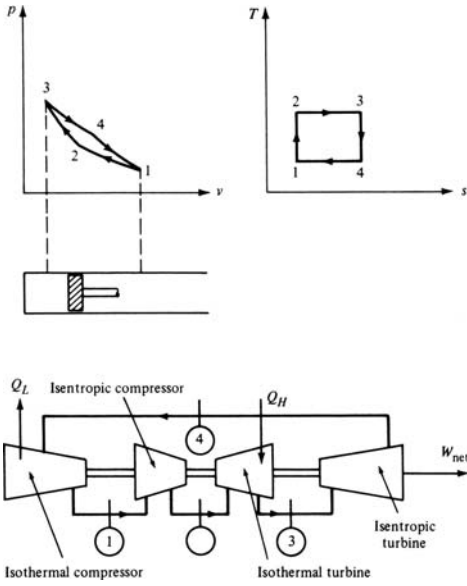 p
3
4
2
1
v
T
2
3
1
4
s
Q_L
Isentropic compressor
Q_H
4
W_net
1
3
Isentropic
turbine
Isothermal compressor
Isothermal turbine